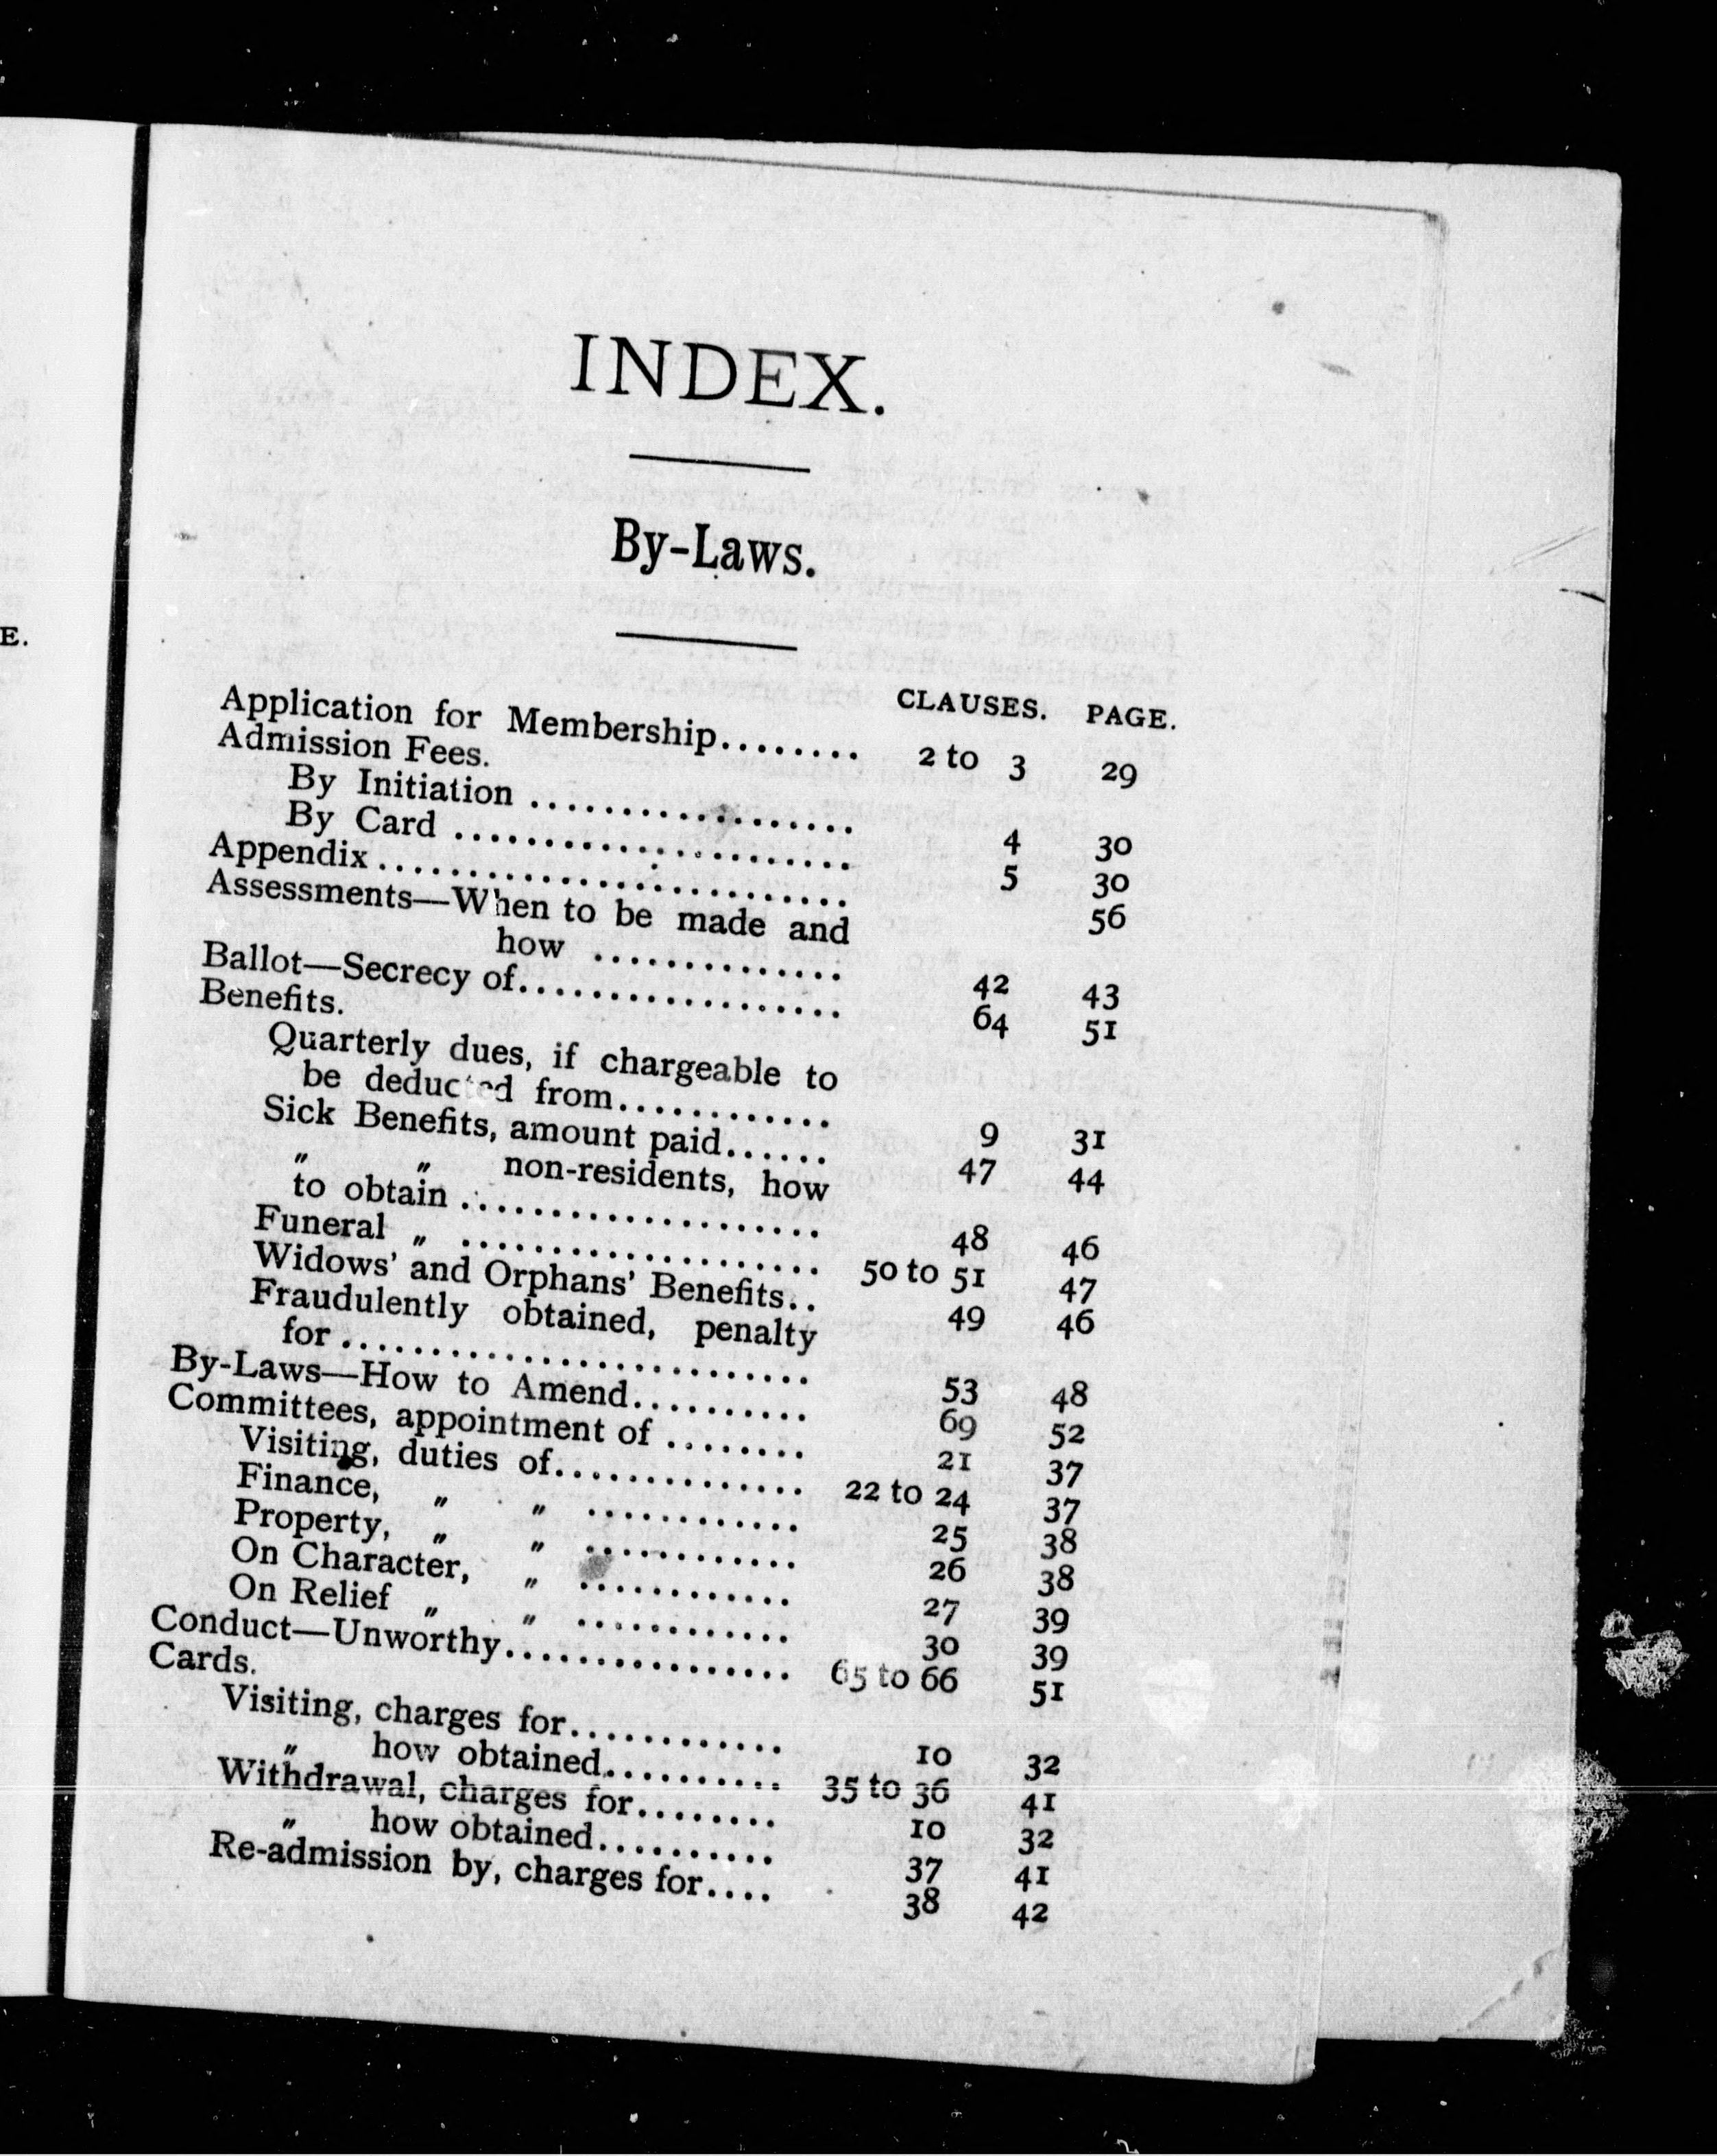 E.
INDEX.
By-Laws.
CLAUSES. PAGE.
Application for Membership........ 2 to 3 29
Admission Fees.
By Initiation .................. 4 30
By Card ...................... 5 30
Appendix.......................... 56
Assessments—When to be made and
how .............. 42 43
Ballot—Secrecy of.................. 64 51
Benefits.
Quarterly dues, if chargeable to
be deducted from............ 9 31
Sick Benefits, amount paid...... 47 44
„ „ non-residents, how
to obtain .................... 48 46
Funeral „ .................... 50 to 51 47
Widows' and Orphans' Benefits.. 49 46
Fraudulently obtained, penalty
for.......................... 53 48
By-Laws—How to Amend.......... 69 52
Committees, appointment of ........ 21 37
Visiting, duties of.............. 22 to 24 37
Finance, „ „ ............ 25 38
Property, „ „ ............ 26 38
On Character, „ ............ 27 39
On Relief „ „ ............ 30 39
Conduct—Unworthy................ 65 to 66 51
Cards.
Visiting, charges for............ 10 32
„ how obtained.......... 35 to 36 41
Withdrawal, charges for........ 10 32
„ how obtained.......... 37 41
Re-admission by, charges for.... 38 42